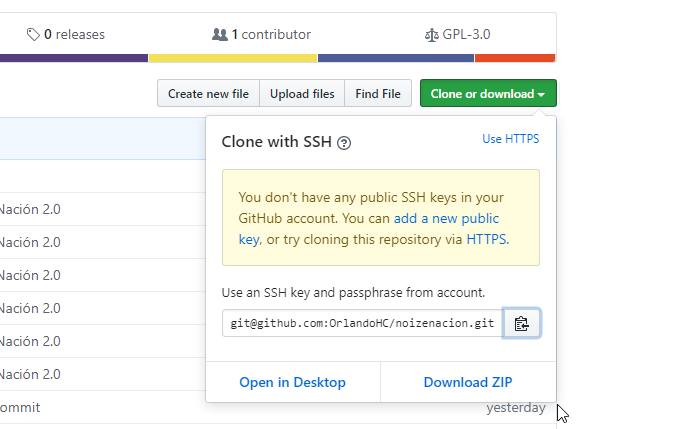 0 releases
1 contributor
GPL-3.0
Create new file
Upload files
Find File
Clone or download
Clone with SSH
Use HTTPS
You don't have any public SSH keys in your
GitHub account. You can add a new public
key, or try cloning this repository via HTTPS.
Use an SSH key and passphrase from account.
git@github.com:OrlandoHC/noizenacion.git
Open in Desktop
Download ZIP
Nación 2.0
Nación 2.0
Nación 2.0
Nación 2.0
Nación 2.0
Nación 2.0
ommit
yesterday